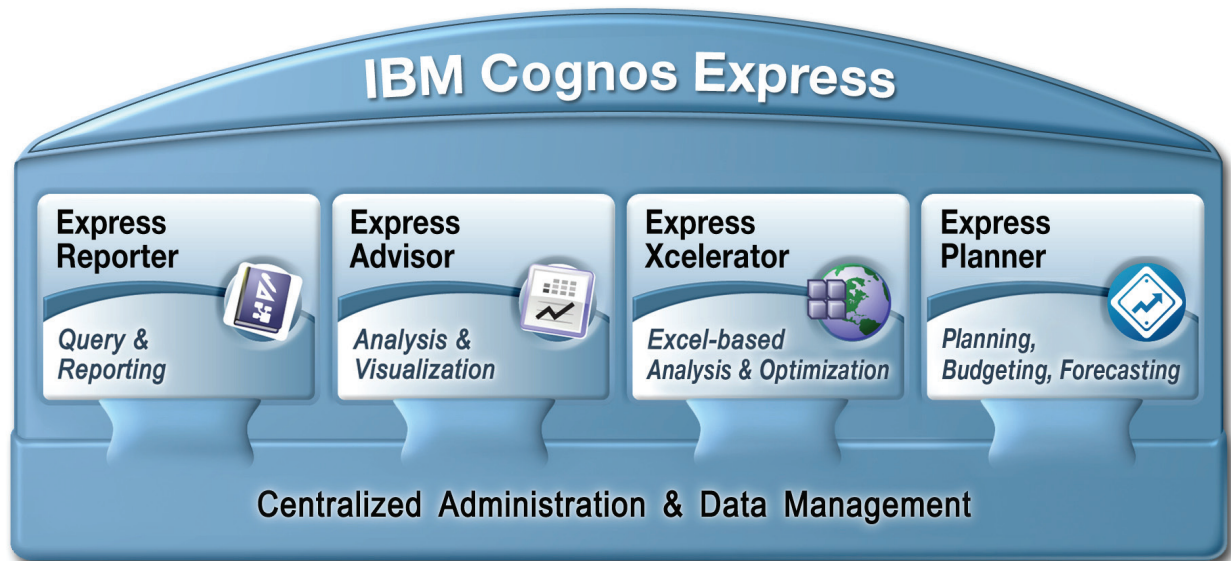 IBM Cognos Express
Express
Reporter
Query &
Reporting
Express
Advisor
Analysis &
Visualization
Express
Xcelerator
Excel-based
Analysis & Optimization
Express
Planner
Planning,
Budgeting, Forecasting
Centralized Administration & Data Management